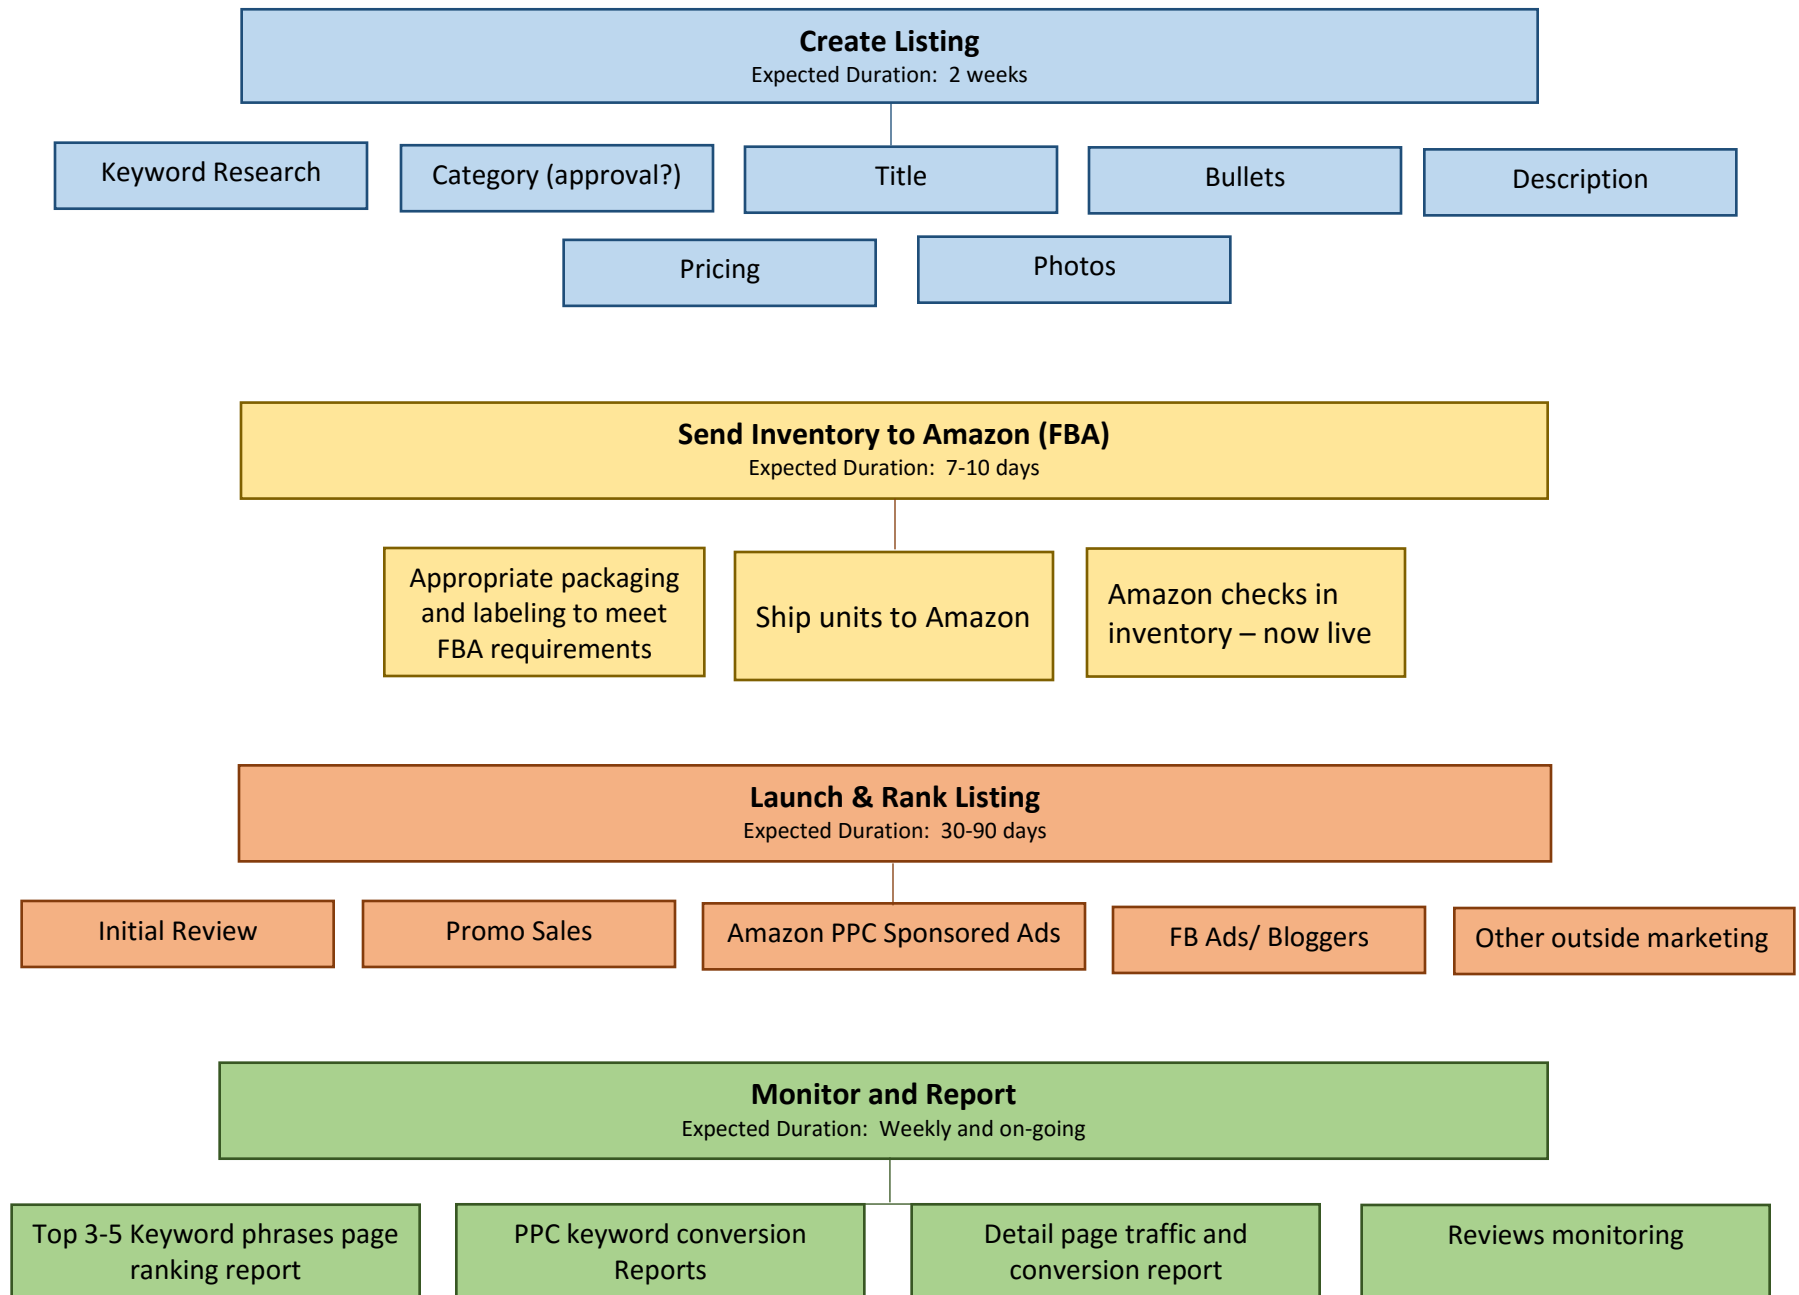 Create Listing
Expected Duration:  2 weeks
Keyword Research
Category (approval?)
Title
Bullets
Description
Pricing
Photos
Send Inventory to Amazon (FBA)
Expected Duration:  7-10 days
Appropriate packaging
and labeling to meet
FBA requirements
Ship units to Amazon
Amazon checks in
inventory – now live
Launch & Rank Listing
Expected Duration:  30-90 days
Initial Review
Promo Sales
Amazon PPC Sponsored Ads
FB Ads/ Bloggers
Other outside marketing
Monitor and Report
Expected Duration:  Weekly and on-going
Top 3-5 Keyword phrases page
ranking report
PPC keyword conversion
Reports
Detail page traffic and
conversion report
Reviews monitoring